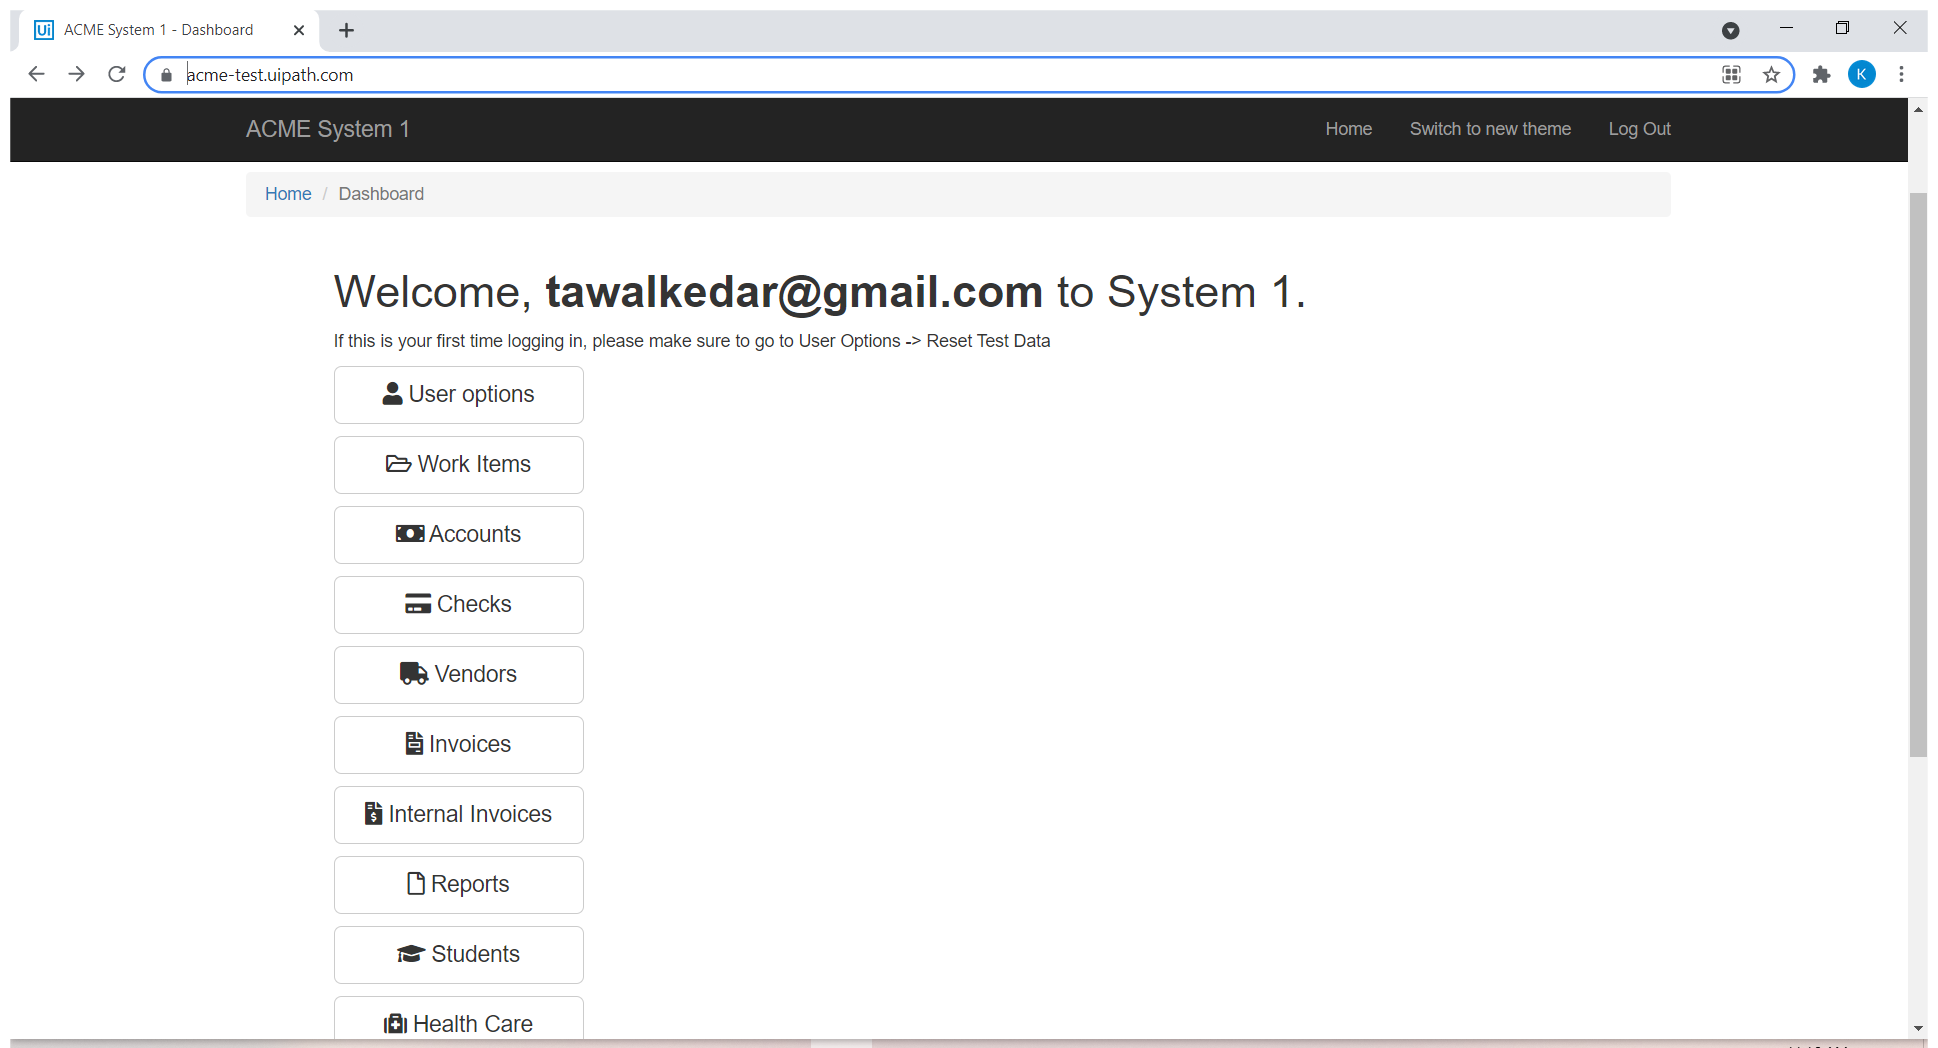 Ui ACME System 1 - Dashboard
acme-test.uipath.com
K
ACME System 1
Home Switch to new theme Log Out
Home / Dashboard
Welcome, tawalkedar@gmail.com to System 1.
If this is your first time logging in, please make sure to go to User Options -> Reset Test Data
User options
Work Items
Accounts
Checks
Vendors
Invoices
Internal Invoices
Reports
Students
Health Care